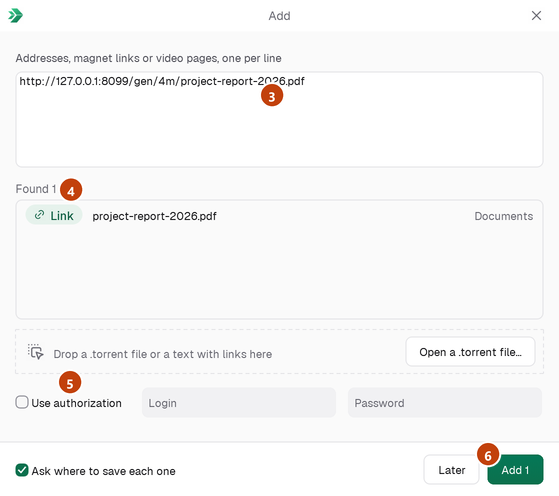 Add
Addresses, magnet links or video pages, one per line
http://127.0.0.1:8099/gen/4m/project-report-2026.pdf
3
Found 1
4
Link
project-report-2026.pdf
Documents
Drop a .torrent file or a text with links here
Open a .torrent file...
5
Use authorization
Login
Password
6
Ask where to save each one
Later
Add 1